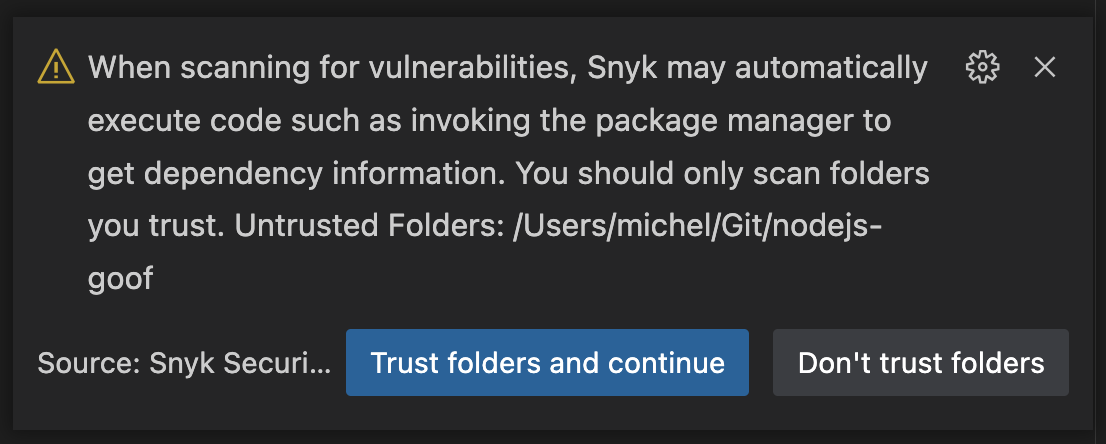 When scanning for vulnerabilities, Snyk may automatically
execute code such as invoking the package manager to
get dependency information. You should only scan folders
you trust. Untrusted Folders: /Users/michel/Git/nodejs-
goof
Source: Snyk Securi... Trust folders and continue Don't trust folders